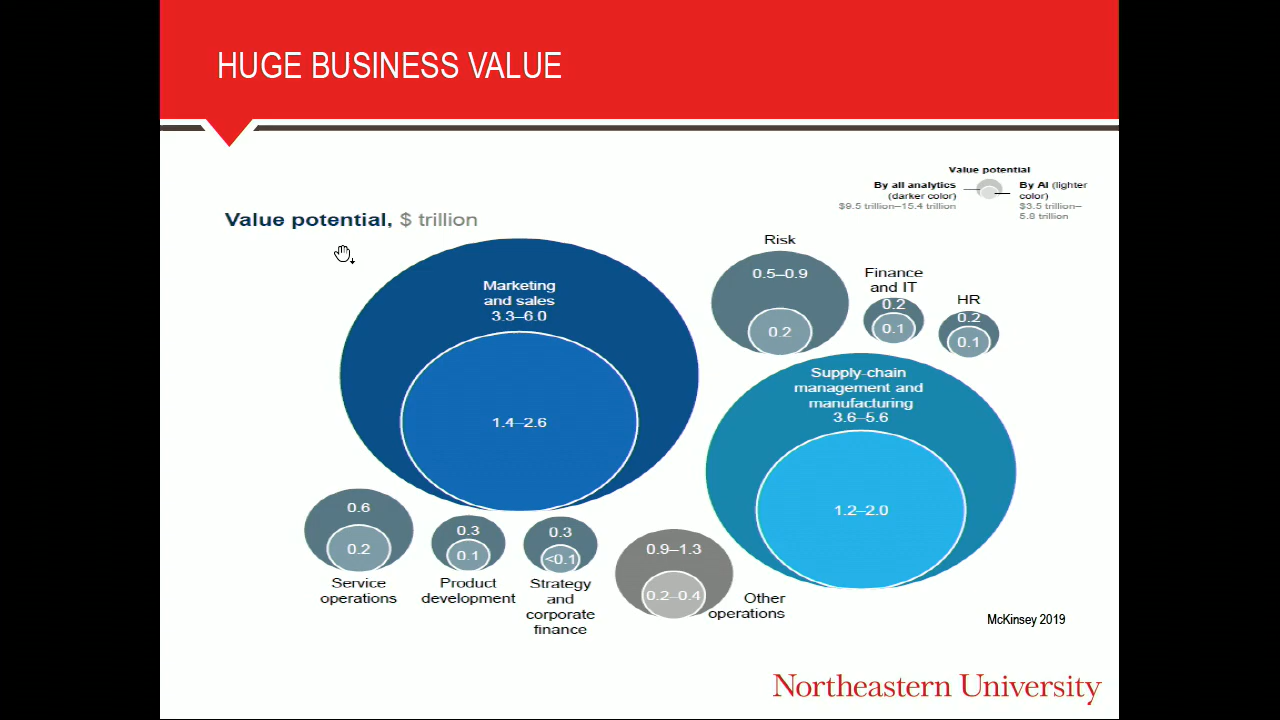 HUGE BUSINESS VALUE
Value potential
By all analytics
(darker color)
$9.5 trillion–15.4 trillion
By AI (lighter
color)
$3.5 trillion–
5.8 trillion
Value potential, $ trillion
Marketing
and sales
3.3–6.0
1.4–2.6
Risk
0.5–0.9
0.2
Finance
and IT
0.2
0.1
HR
0.2
0.1
Supply-chain
management and
manufacturing
3.6–5.6
1.2–2.0
0.6
0.2
Service
operations
0.3
0.1
Product
development
0.3
<0.1
Strategy
and
corporate
finance
0.9–1.3
0.2–0.4
Other
operations
McKinsey 2019
Northeastern University